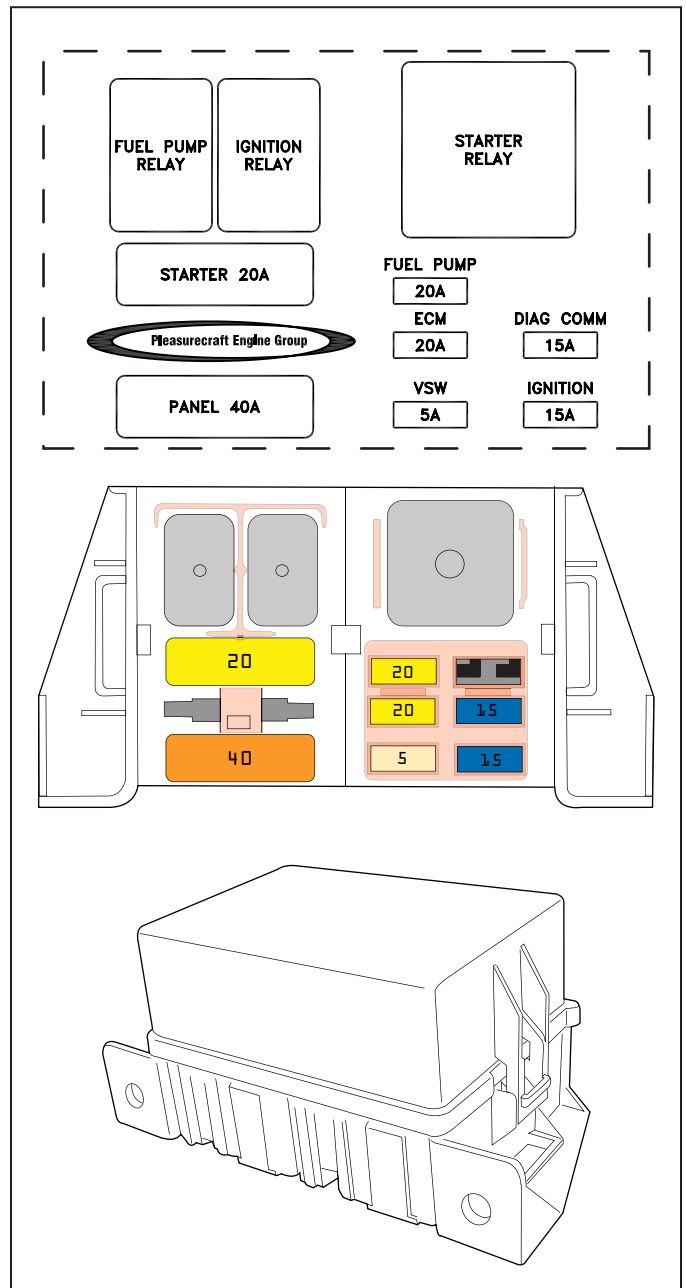 FUEL PUMP
RELAY
IGNITION
RELAY
STARTER
RELAY
STARTER 20A
FUEL PUMP
20A
ECM
20A
DIAG COMM
15A
Pleasurecraft Engine Group
PANEL 40A
VSW
5A
IGNITION
15A
20
20
20
15
40
5
15